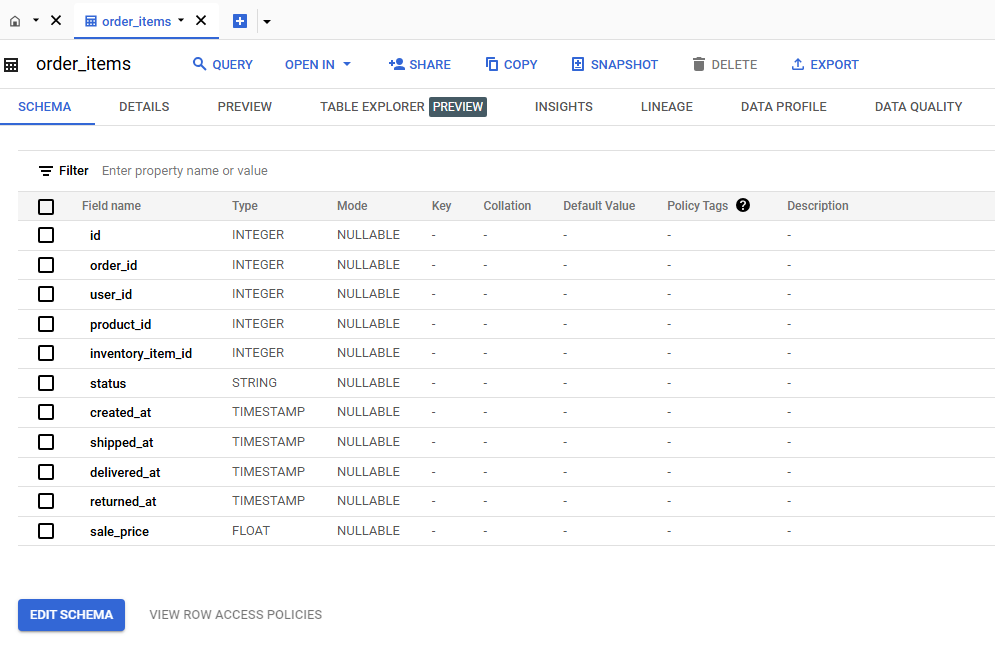 order_items
order_items QUERY OPEN IN SHARE COPY SNAPSHOT DELETE EXPORT
SCHEMA DETAILS PREVIEW TABLE EXPLORER PREVIEW INSIGHTS LINEAGE DATA PROFILE DATA QUALITY
Filter Enter property name or value
Field name Type Mode Key Collation Default Value Policy Tags ? Description
id INTEGER NULLABLE - - - - -
order_id INTEGER NULLABLE - - - - -
user_id INTEGER NULLABLE - - - - -
product_id INTEGER NULLABLE - - - - -
inventory_item_id INTEGER NULLABLE - - - - -
status STRING NULLABLE - - - - -
created_at TIMESTAMP NULLABLE - - - - -
shipped_at TIMESTAMP NULLABLE - - - - -
delivered_at TIMESTAMP NULLABLE - - - - -
returned_at TIMESTAMP NULLABLE - - - - -
sale_price FLOAT NULLABLE - - - - -
EDIT SCHEMA VIEW ROW ACCESS POLICIES